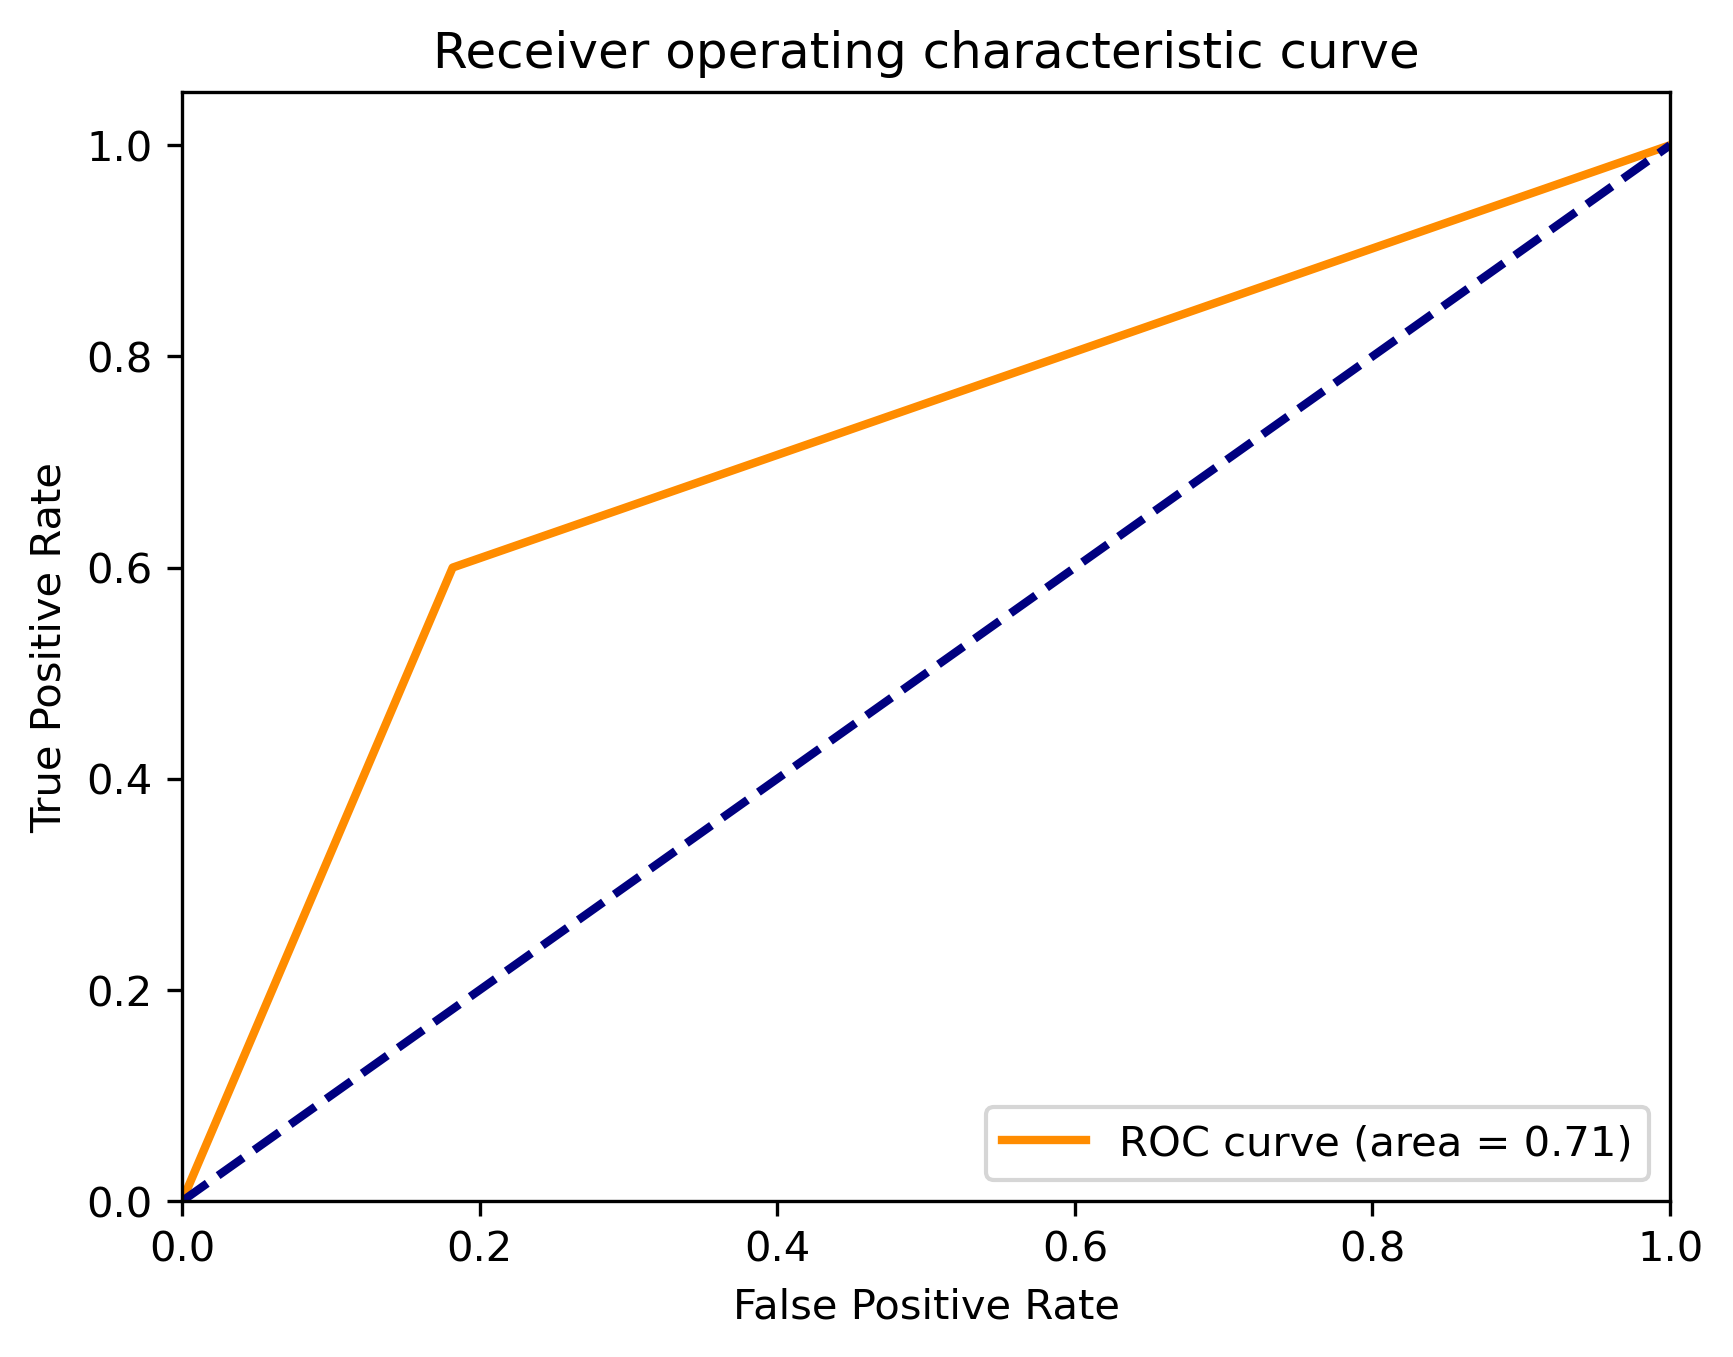 Receiver operating characteristic curve
1.0
0.8
0.6
0.4
0.2
0.0
True Positive Rate
ROC curve (area = 0.71)
0.0 0.2 0.4 0.6 0.8 1.0
False Positive Rate